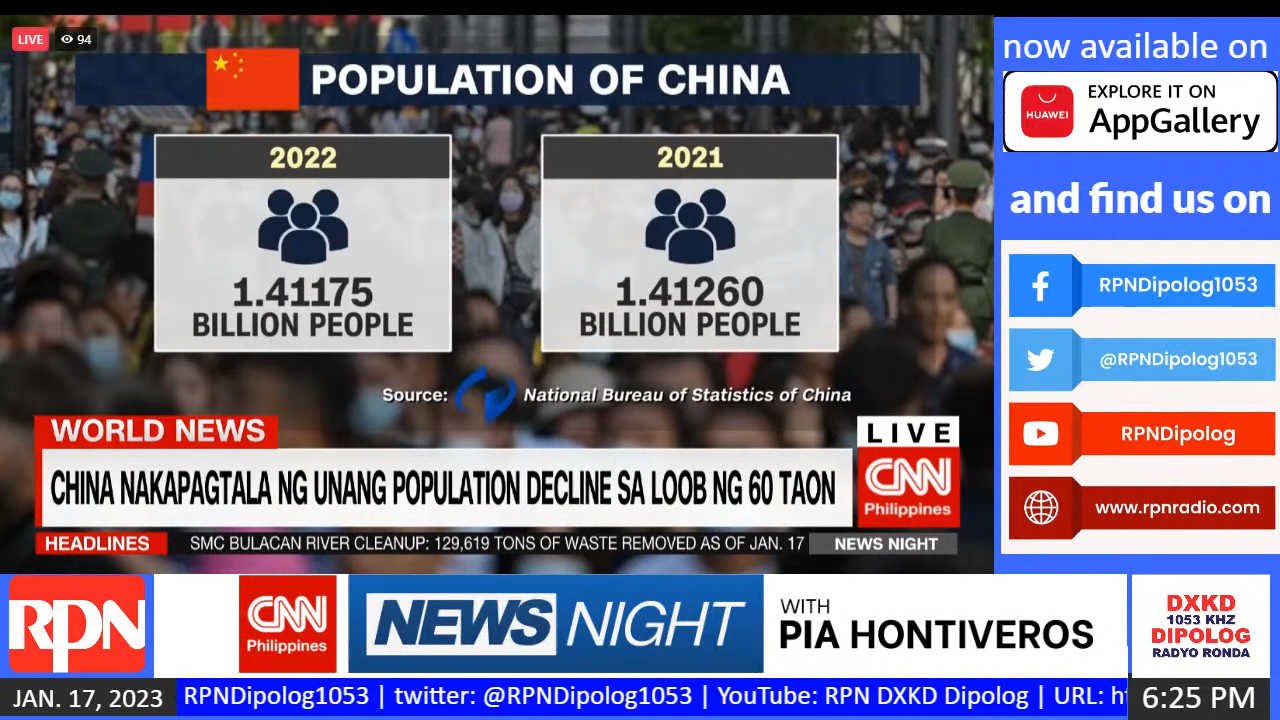 LIVE
94
POPULATION OF CHINA
2022
1.41175
BILLION PEOPLE
2021
1.41260
BILLION PEOPLE
Source: National Bureau of Statistics of China
WORLD NEWS
CHINA NAKAPAGTALA NG UNANG POPULATION DECLINE SA LOOB NG 60 TAON
LIVE
CNN
Philippines
HEADLINES
SMC BULACAN RIVER CLEANUP: 129,619 TONS OF WASTE REMOVED AS OF JAN. 17
NEWS NIGHT
now available on
HUAWEI
EXPLORE IT ON
AppGallery
and find us on
RPNDipolog1053
@RPNDipolog1053
RPNDipolog
www.rpnradio.com
RPN
CNN
Philippines
NEWS NIGHT
WITH
PIA HONTIVEROS
DXKD
1053 KHZ
DIPOLOG
RADYO RONDA
JAN. 17, 2023
RPNDipolog1053 | twitter: @RPNDipolog1053 | YouTube: RPN DXKD Dipolog | URL:
6:25 PM